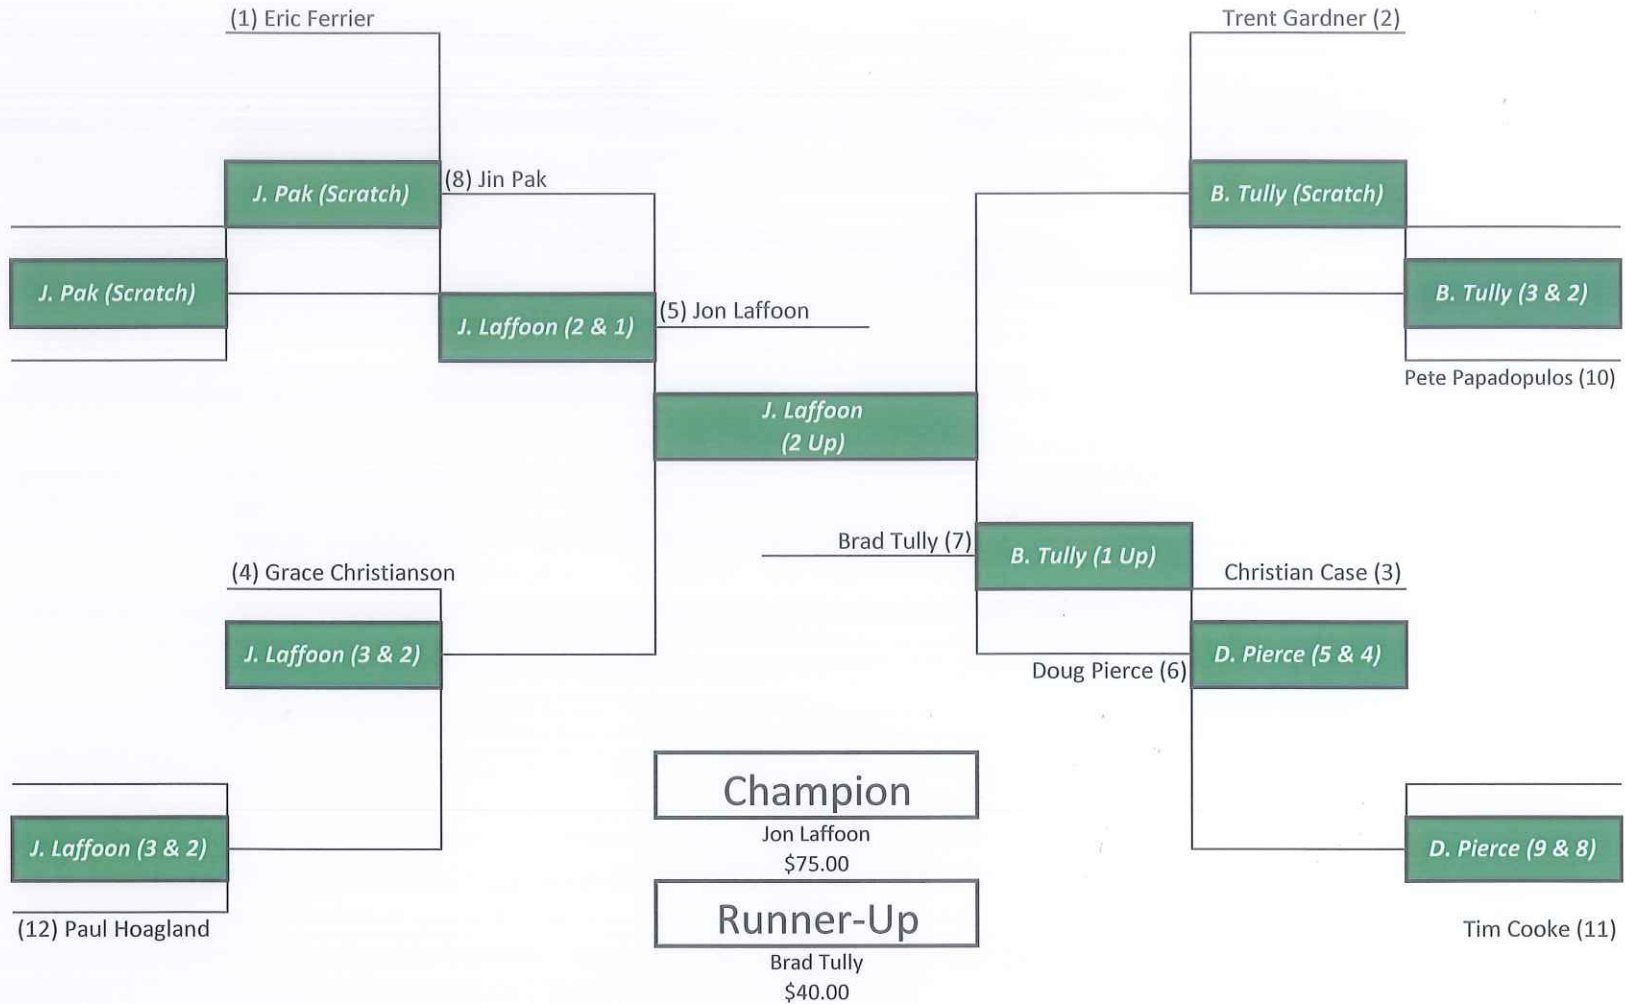 (1) Eric Ferrier
Trent Gardner (2)
J. Pak (Scratch)
(8) Jin Pak
B. Tully (Scratch)
J. Pak (Scratch)
B. Tully (3 & 2)
J. Laffoon (2 & 1)
(5) Jon Laffoon
Pete Papadopulos (10)
J. Laffoon
(2 Up)
Brad Tully (7)
B. Tully (1 Up)
(4) Grace Christianson
Christian Case (3)
J. Laffoon (3 & 2)
Doug Pierce (6)
D. Pierce (5 & 4)
Champion
Jon Laffoon
$75.00
J. Laffoon (3 & 2)
D. Pierce (9 & 8)
(12) Paul Hoagland
Tim Cooke (11)
Runner-Up
Brad Tully
$40.00